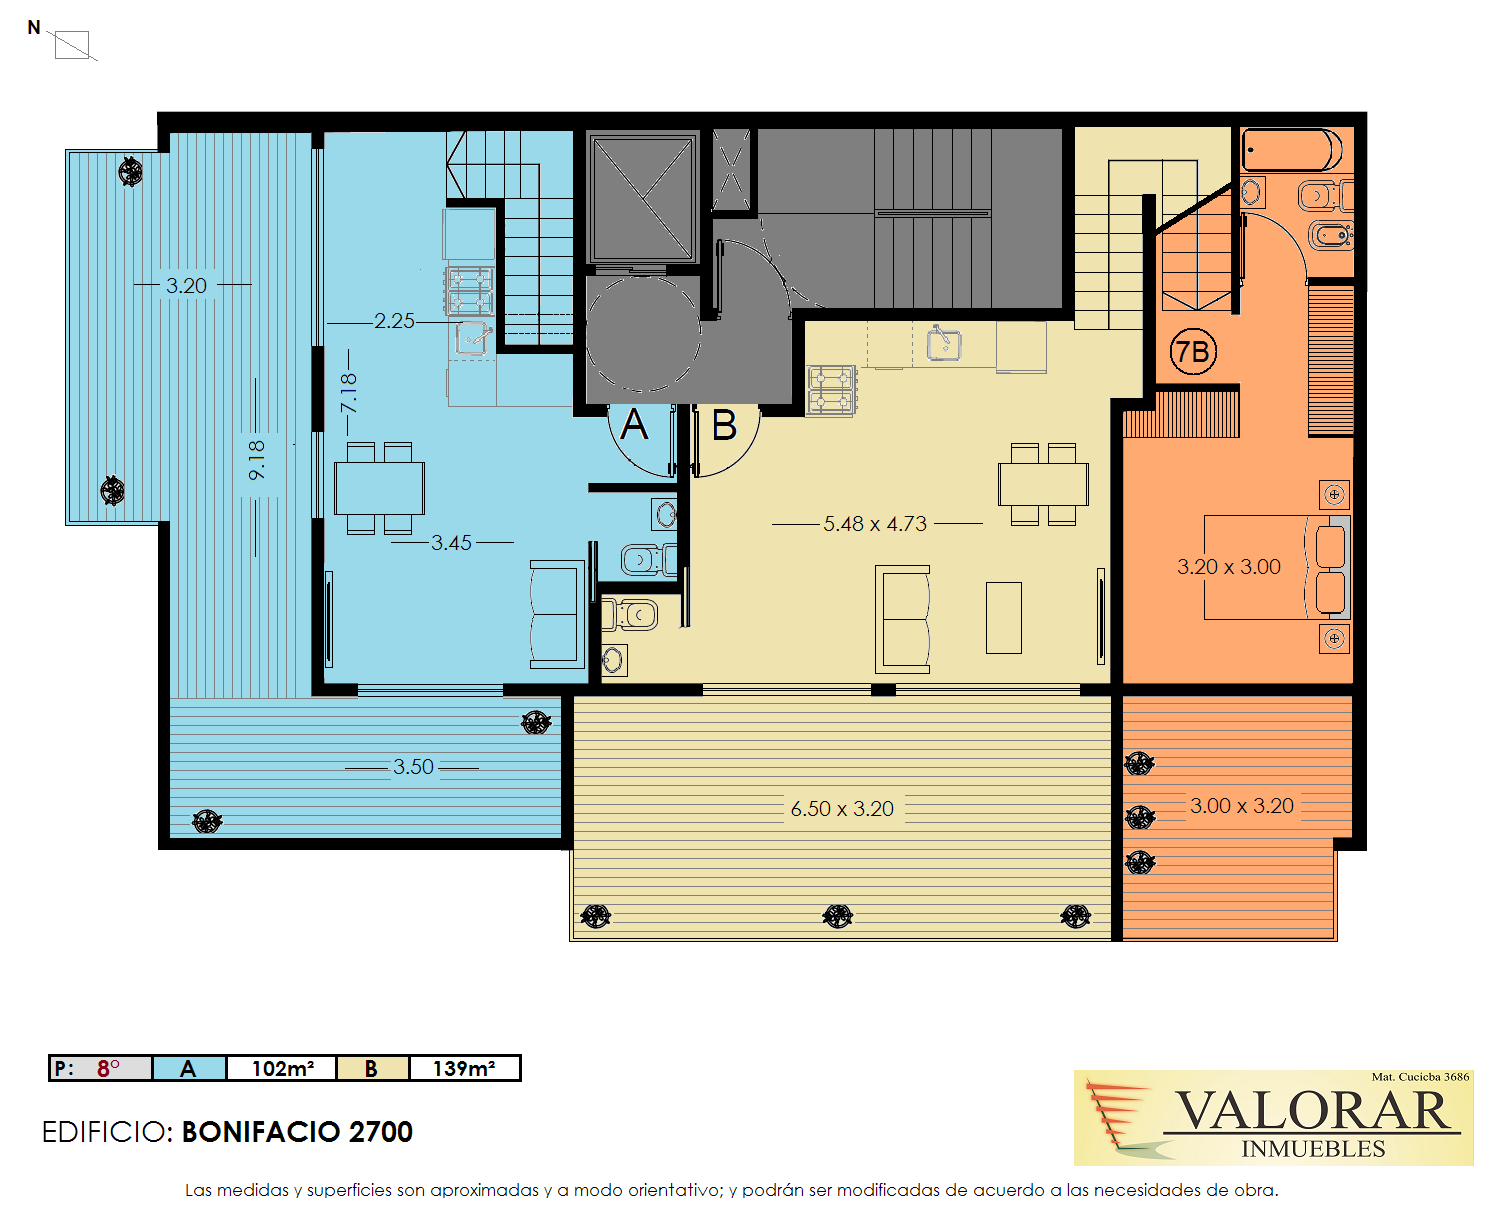 N
3.20
2.25
7.18
9.18
3.45
A
B
7B
5.48 x 4.73
3.20 x 3.00
3.50
6.50 x 3.20
3.00 x 3.20
P: 8° A 102m² B 139m²
EDIFICIO: BONIFACIO 2700
Mat. Cucicba 3686
VALORAR
INMUEBLES
Las medidas y superficies son aproximadas y a modo orientativo; y podrán ser modificadas de acuerdo a las necesidades de obra.